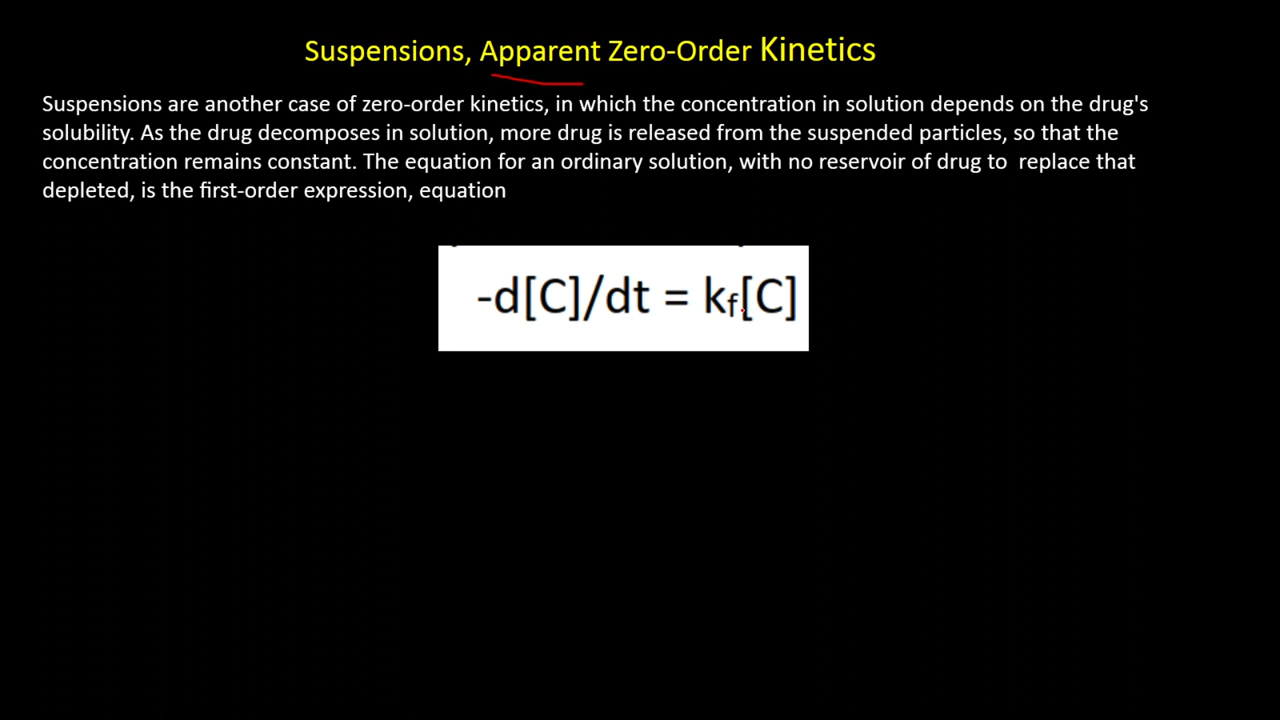 Suspensions, Apparent Zero-Order Kinetics
Suspensions are another case of zero-order kinetics, in which the concentration in solution depends on the drug's
solubility. As the drug decomposes in solution, more drug is released from the suspended particles, so that the
concentration remains constant. The equation for an ordinary solution, with no reservoir of drug to replace that
depleted, is the first-order expression, equation
-d[C]/dt = kf[C]